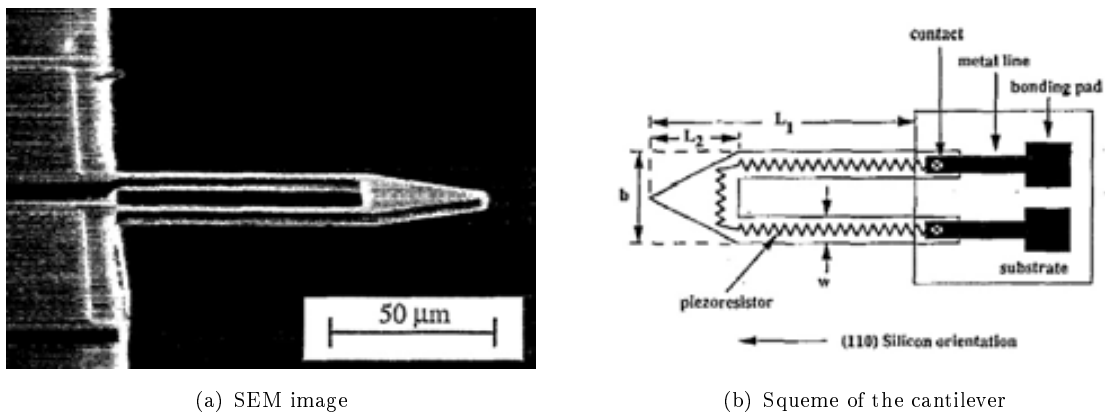 50 μm
contact
metal line
bonding pad
L1
L2
b
w
substrate
piezoresistor
(110) Silicon orientation
(a) SEM image
(b) Squeme of the cantilever